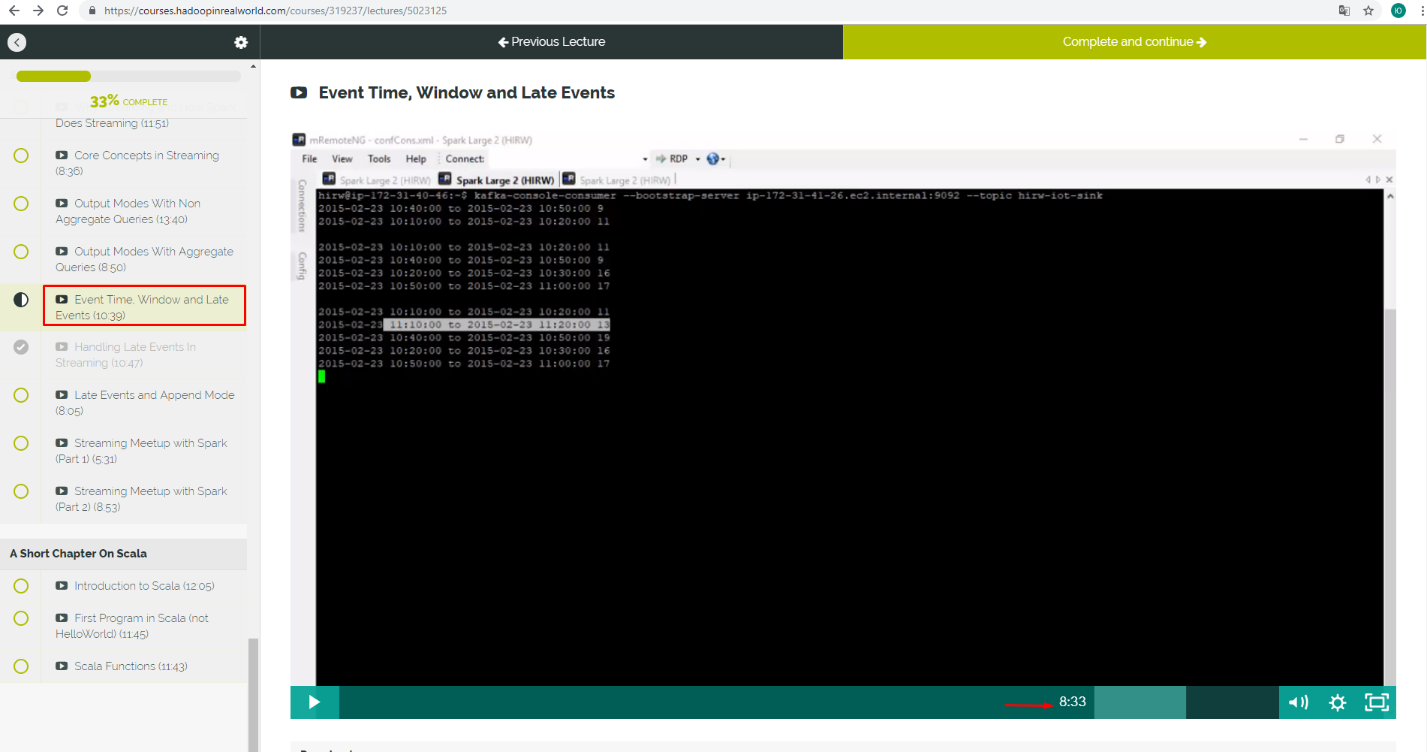 https://courses.hadoopinrealworld.com/courses/319237/lectures/5023125
Ю
Previous Lecture
Complete and continue
33% COMPLETE
Does Streaming (11:51)
Core Concepts in Streaming
(8:36)
Output Modes With Non
Aggregate Queries (13:40)
Output Modes With Aggregate
Queries (8:50)
Event Time, Window and Late
Events (10:39)
Handling Late Events In
Streaming (10:47)
Late Events and Append Mode
(8:05)
Streaming Meetup with Spark
(Part 1) (5:31)
Streaming Meetup with Spark
(Part 2) (8:53)
A Short Chapter On Scala
Introduction to Scala (12:05)
First Program in Scala (not
HelloWorld) (11:45)
Scala Functions (11:43)
Event Time, Window and Late Events
mRemoteNG - confCons.xml - Spark Large 2 (HIRW)
File View Tools Help Connect: RDP
Spark Large 2 (HIRW) Spark Large 2 (HIRW) Spark Large 2 (HIRW)
Connections
Config
hirw@ip-172-31-40-46:~$ kafka-console-consumer --bootstrap-server ip-172-31-41-26.ec2.internal:9092 --topic hirw-iot-sink
2015-02-23 10:40:00 to 2015-02-23 10:50:00 9
2015-02-23 10:10:00 to 2015-02-23 10:20:00 11
2015-02-23 10:10:00 to 2015-02-23 10:20:00 11
2015-02-23 10:40:00 to 2015-02-23 10:50:00 9
2015-02-23 10:20:00 to 2015-02-23 10:30:00 16
2015-02-23 10:50:00 to 2015-02-23 11:00:00 17
2015-02-23 10:10:00 to 2015-02-23 10:20:00 11
2015-02-23 11:10:00 to 2015-02-23 11:20:00 13
2015-02-23 10:40:00 to 2015-02-23 10:50:00 19
2015-02-23 10:20:00 to 2015-02-23 10:30:00 16
2015-02-23 10:50:00 to 2015-02-23 11:00:00 17
8:33